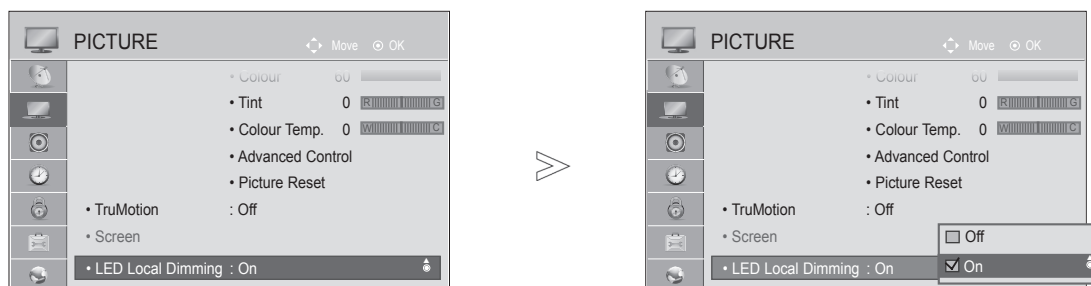 PICTURE
Move OK
• Colour 60
• Tint 0 R G
• Colour Temp. 0 W C
• Advanced Control
• Picture Reset
• TruMotion : Off
• Screen
• LED Local Dimming : On
PICTURE
Move OK
• Colour 60
• Tint 0 R G
• Colour Temp. 0 W C
• Advanced Control
• Picture Reset
• TruMotion : Off
• Screen
Off
• LED Local Dimming : On
On